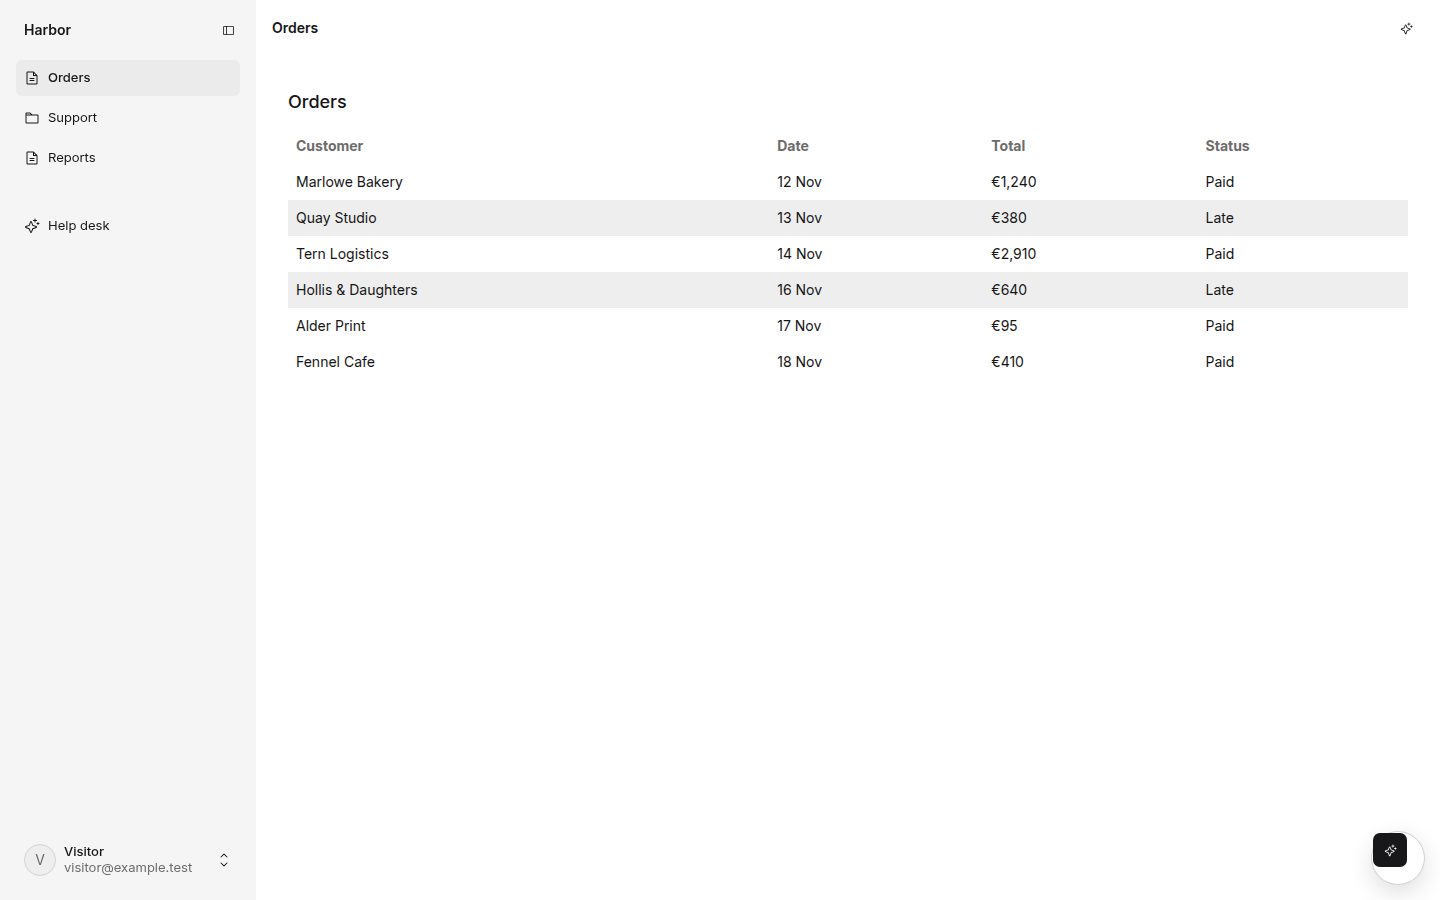 Harbor
Orders
Support
Reports
Help desk
Visitor
visitor@example.test
V
Orders
Orders
Customer Date Total Status
Marlowe Bakery 12 Nov €1,240 Paid
Quay Studio 13 Nov €380 Late
Tern Logistics 14 Nov €2,910 Paid
Hollis & Daughters 16 Nov €640 Late
Alder Print 17 Nov €95 Paid
Fennel Cafe 18 Nov €410 Paid